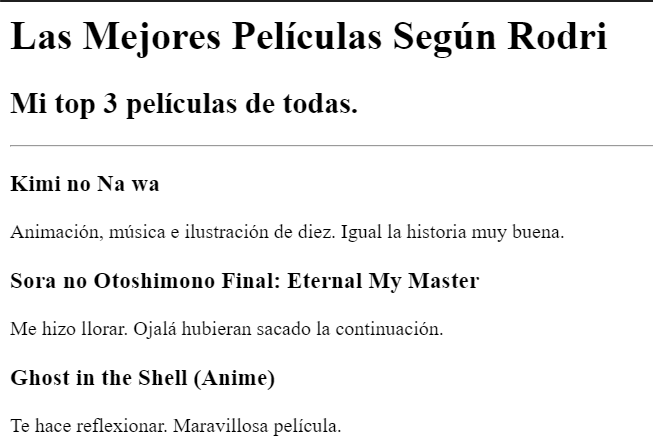 Las Mejores Películas Según Rodri
Mi top 3 películas de todas.
Kimi no Na wa
Animación, música e ilustración de diez. Igual la historia muy buena.
Sora no Otoshimono Final: Eternal My Master
Me hizo llorar. Ojalá hubieran sacado la continuación.
Ghost in the Shell (Anime)
Te hace reflexionar. Maravillosa película.